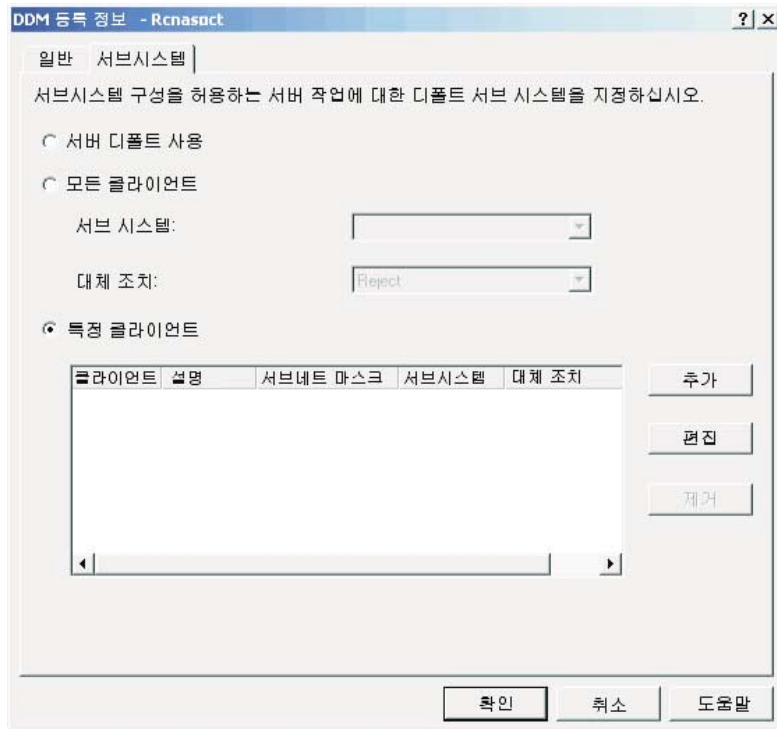 DDM 등록 정보 - Rcnasoct
일반 서브시스템
서브시스템 구성을 허용하는 서버 작업에 대한 디폴트 서브 시스템을 지정하십시오.
서버 디폴트 사용
모든 클라이언트
서브 시스템:
대체 조치: Reject
특정 클라이언트
클라이언트 설명 서브네트 마스크 서브시스템 대체 조치
추가
편집
제거
확인 취소 도움말